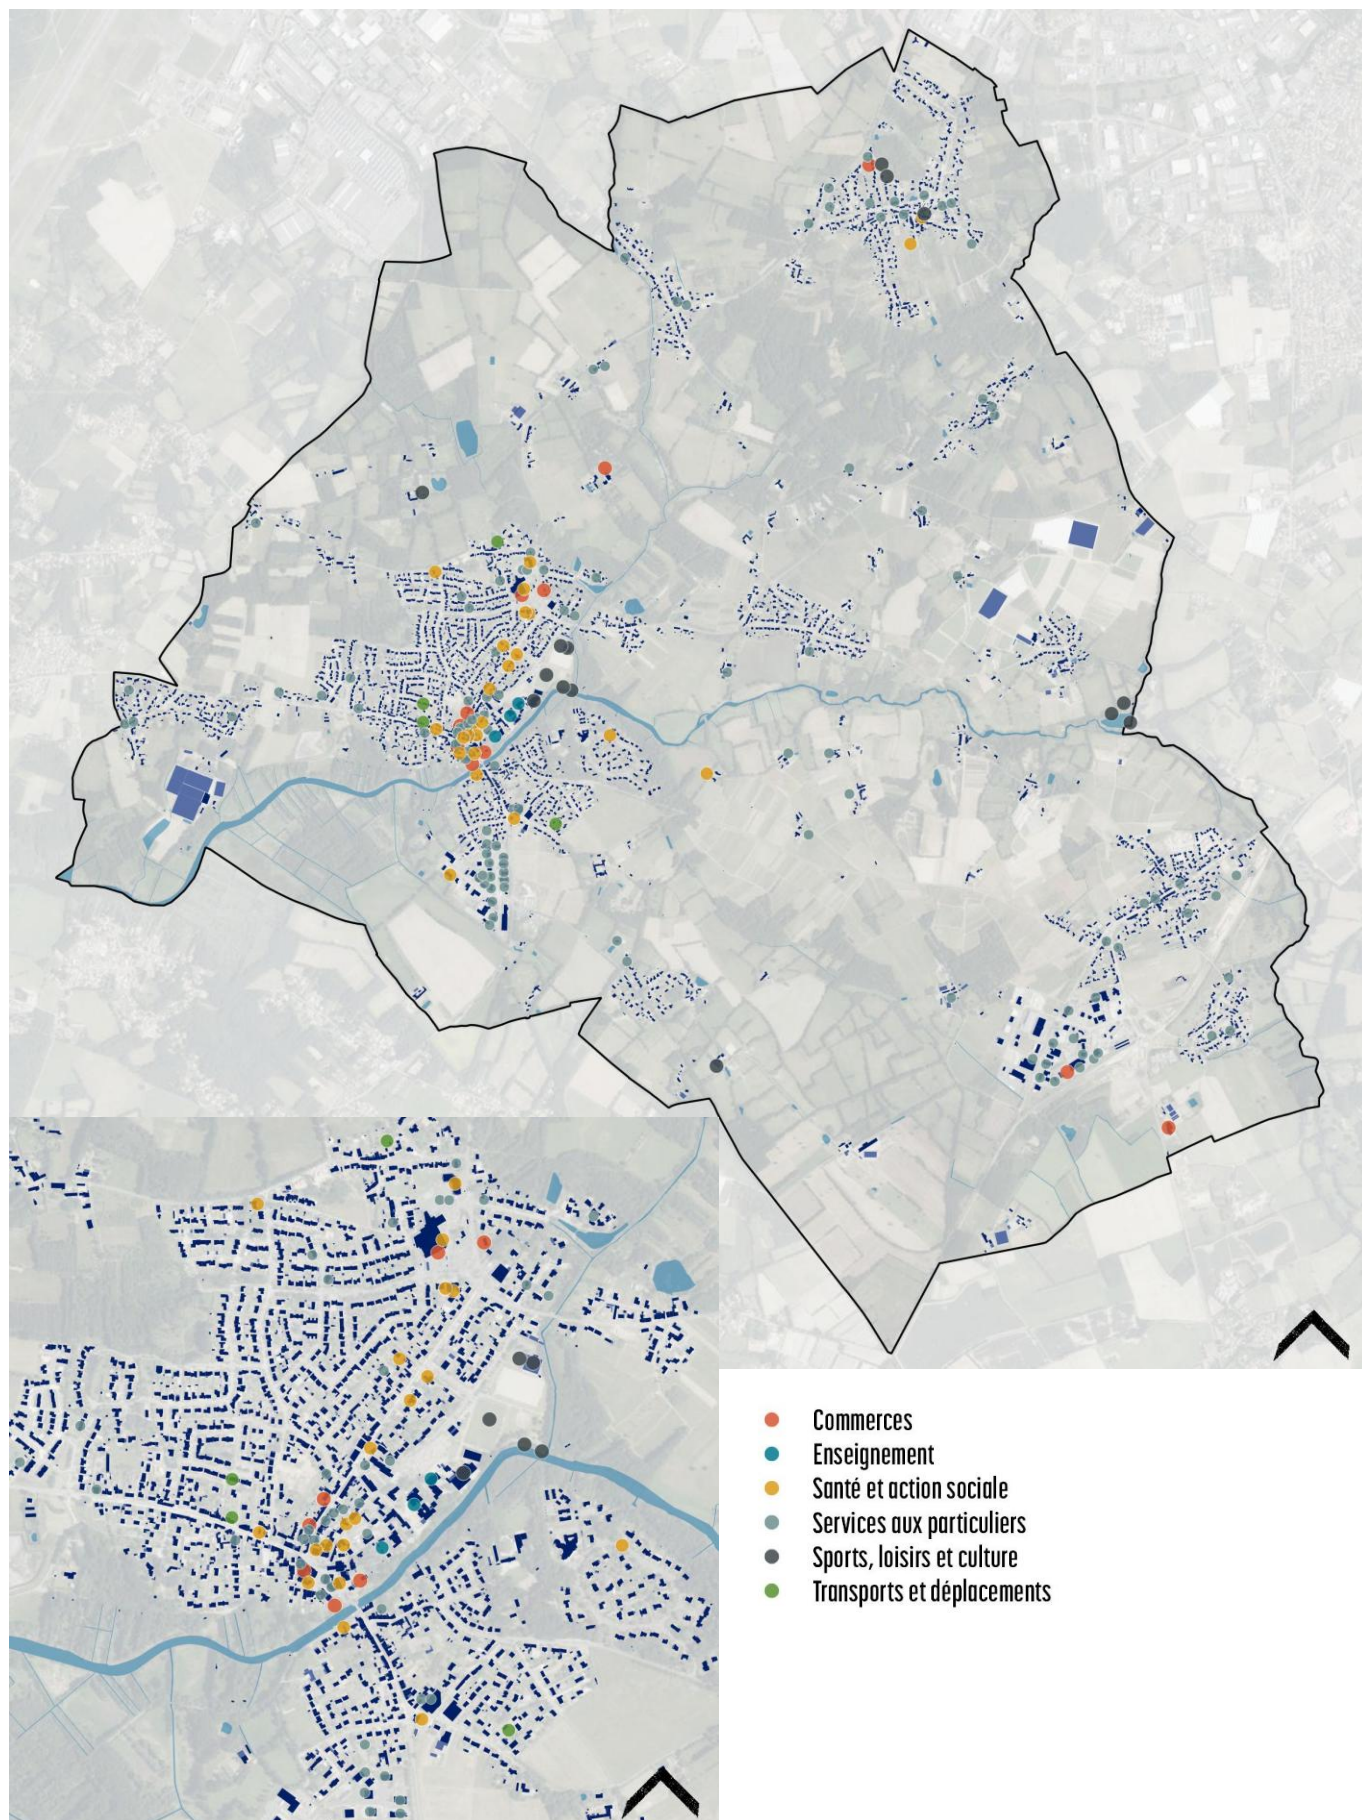 Commerces
Enseignement
Santé et action sociale
Services aux particuliers
Sports, loisirs et culture
Transports et déplacements